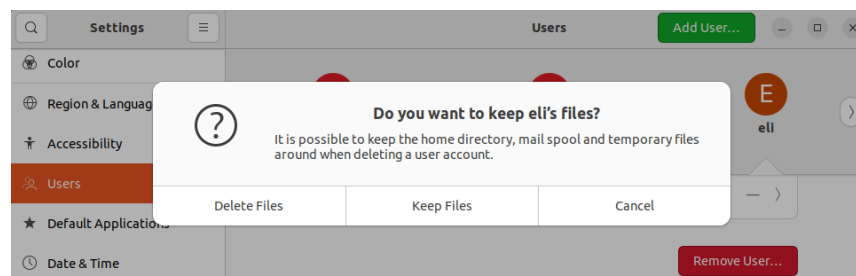 Settings
Users
Add User...
Color
Region & Languag
Accessibility
Users
Default Applications
Date & Time
E
eli
?
Do you want to keep eli's files?
It is possible to keep the home directory, mail spool and temporary files
around when deleting a user account.
Delete Files
Keep Files
Cancel
Remove User...